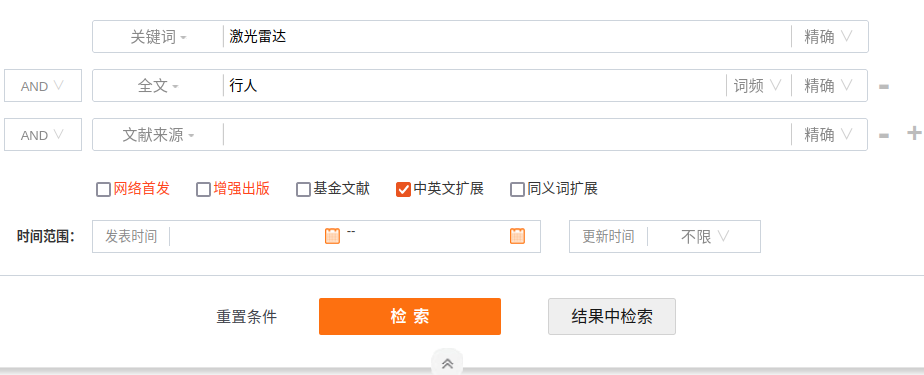 关键词 激光雷达 精确
AND 全文 行人 词频 精确
AND 文献来源 精确
网络首发 增强出版 基金文献 中英文扩展 同义词扩展
时间范围： 发表时间 -- 更新时间 不限
重置条件 检索 结果中检索